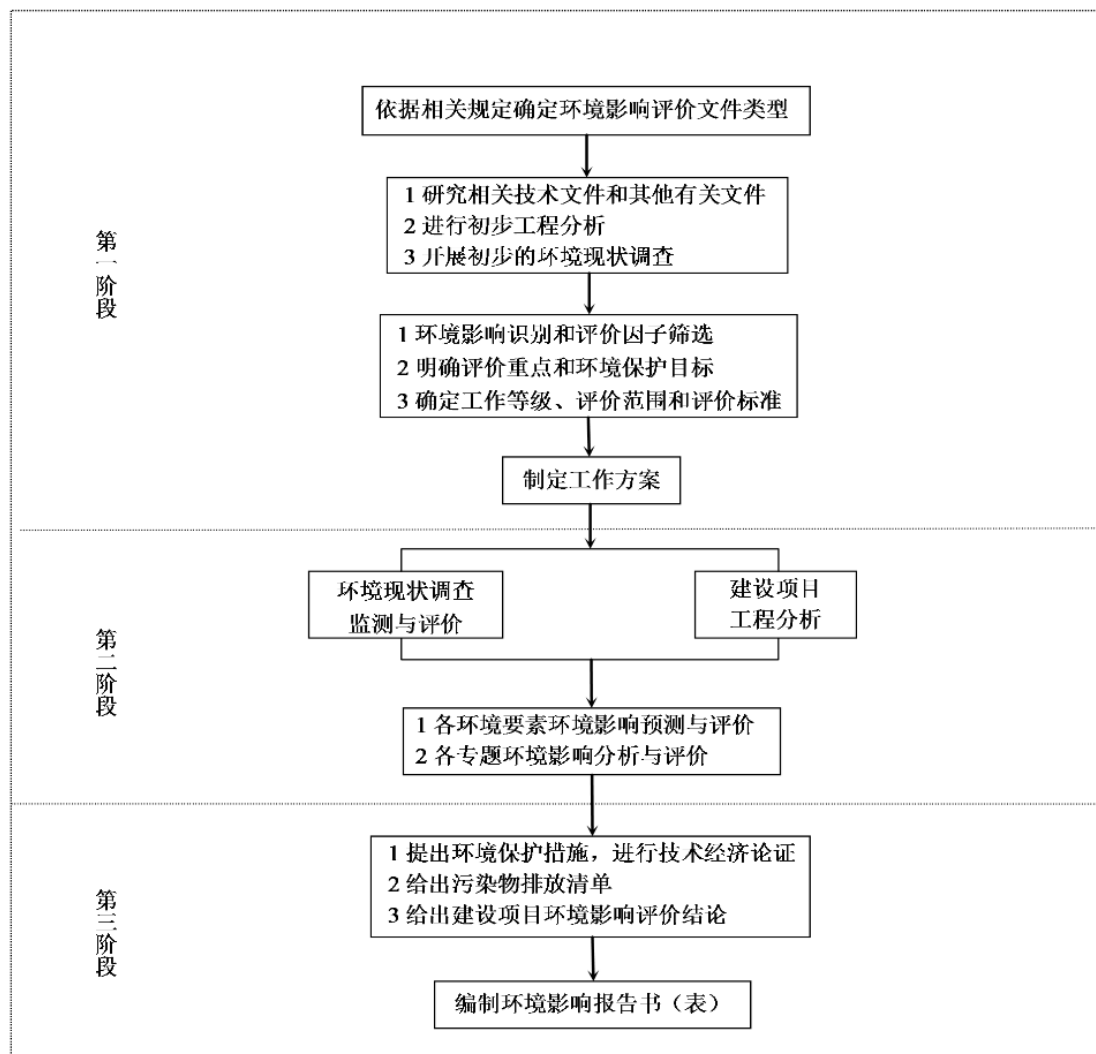 依据相关规定确定环境影响评价文件类型
1 研究相关技术文件和其他有关文件
2 进行初步工程分析
3 开展初步的环境现状调查
第一阶段
1 环境影响识别和评价因子筛选
2 明确评价重点和环境保护目标
3 确定工作等级、评价范围和评价标准
制定工作方案
环境现状调查
监测与评价
建设项目
工程分析
第二阶段
1 各环境要素环境影响预测与评价
2 各专题环境影响分析与评价
1 提出环境保护措施，进行技术经济论证
2 给出污染物排放清单
3 给出建设项目环境影响评价结论
第三阶段
编制环境影响报告书（表）